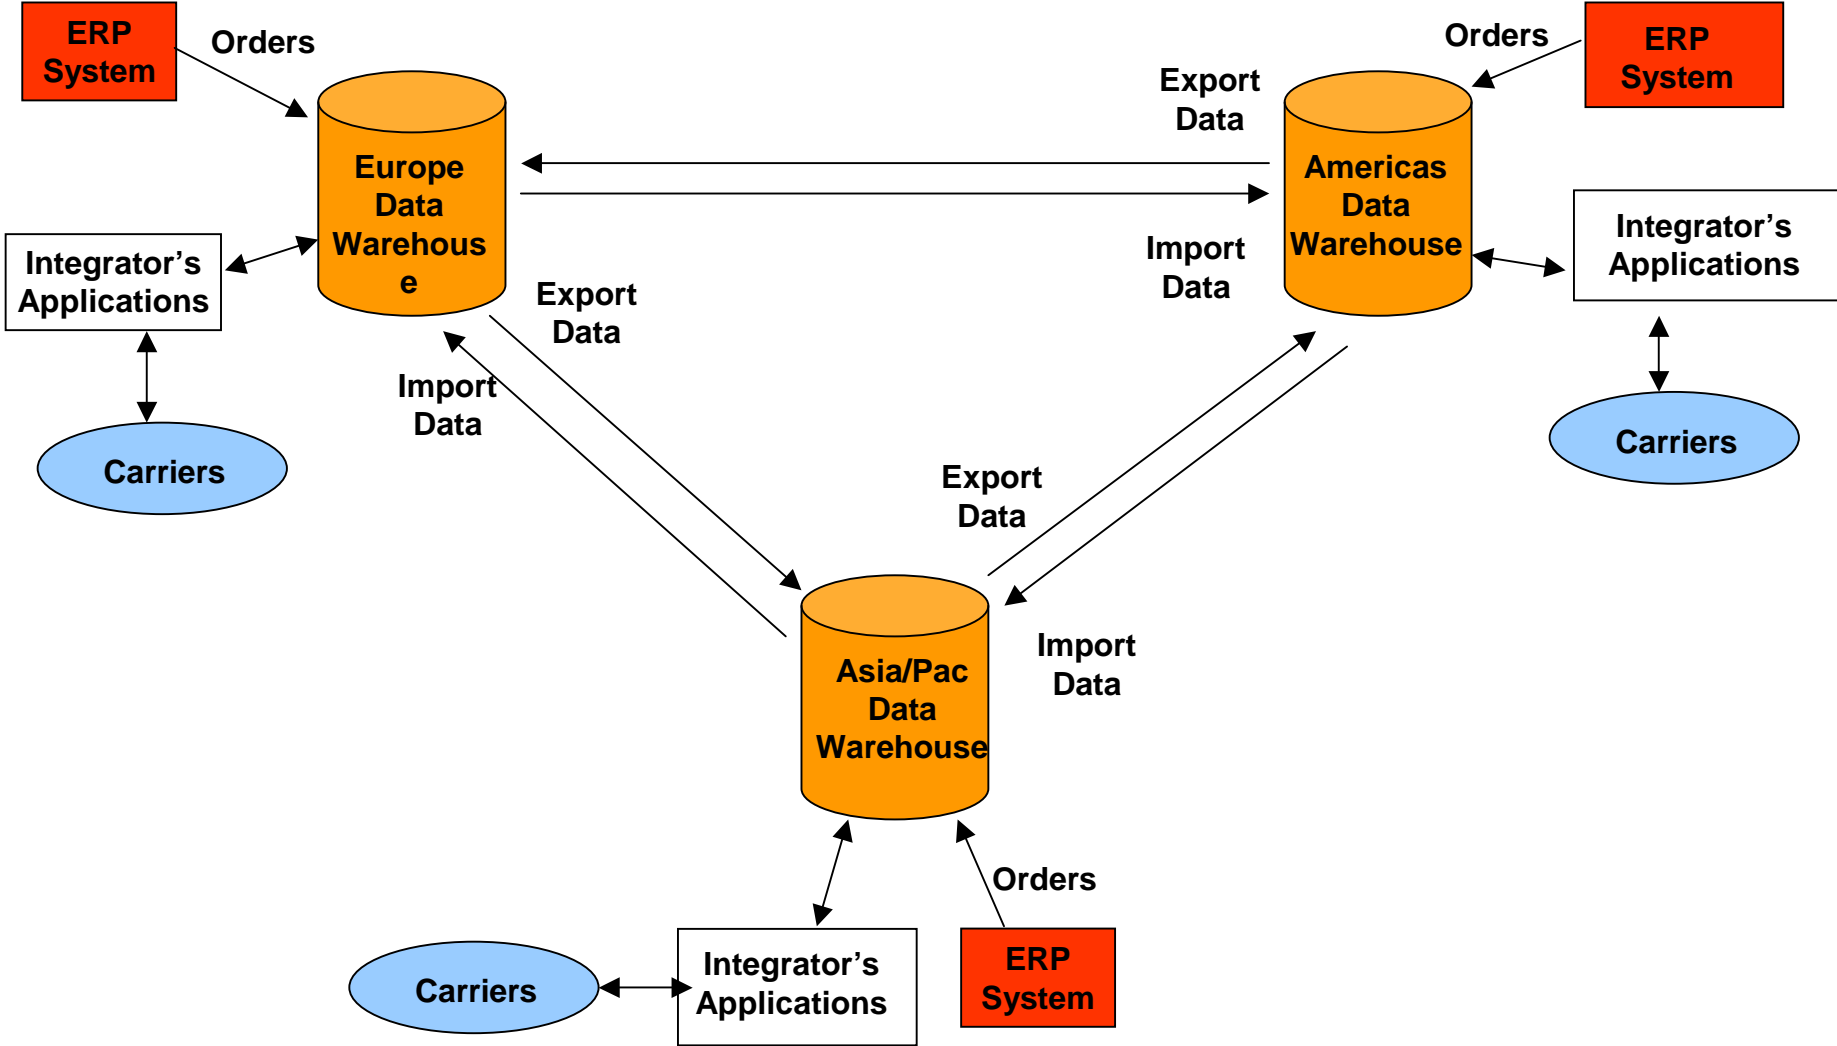 ERP
System
Orders
Orders
ERP
System
Export
Data
Europe
Data
Warehous
e
Americas
Data
Warehouse
Integrator’s
Applications
Import
Data
Integrator’s
Applications
Export
Data
Import
Data
Carriers
Carriers
Export
Data
Asia/Pac
Data
Warehouse
Import
Data
Orders
Carriers
Integrator’s
Applications
ERP
System